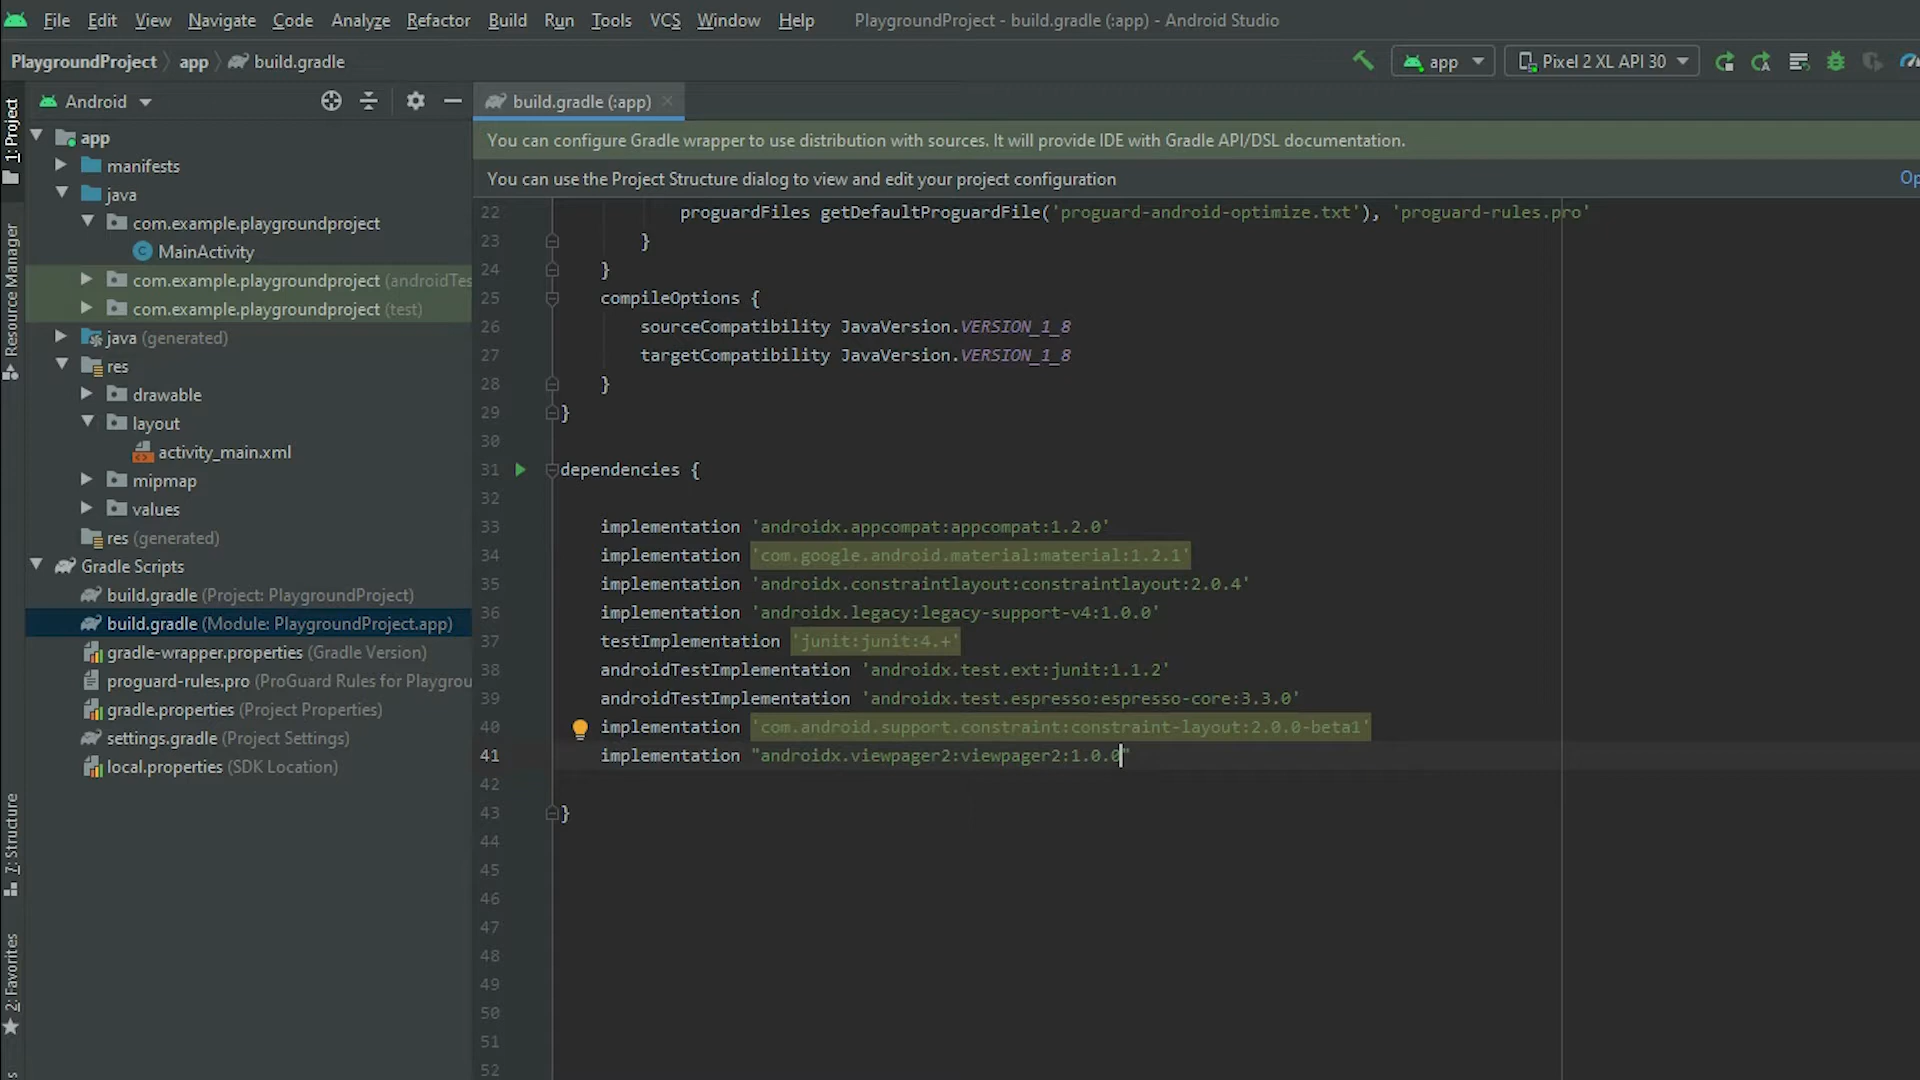 File Edit View Navigate Code Analyze Refactor Build Run Tools VCS Window Help PlaygroundProject - build.gradle (:app) - Android Studio
PlaygroundProject app build.gradle
app Pixel 2 XL API 30
Android
build.gradle (:app)
1: Project
Resource Manager
7: Structure
2: Favorites
app
manifests
java
com.example.playgroundproject
MainActivity
com.example.playgroundproject (androidTes
com.example.playgroundproject (test)
java (generated)
res
drawable
layout
activity_main.xml
mipmap
values
res (generated)
Gradle Scripts
build.gradle (Project: PlaygroundProject)
build.gradle (Module: PlaygroundProject.app)
gradle-wrapper.properties (Gradle Version)
proguard-rules.pro (ProGuard Rules for Playgrou
gradle.properties (Project Properties)
settings.gradle (Project Settings)
local.properties (SDK Location)
You can configure Gradle wrapper to use distribution with sources. It will provide IDE with Gradle API/DSL documentation.
You can use the Project Structure dialog to view and edit your project configuration Op
22 proguardFiles getDefaultProguardFile('proguard-android-optimize.txt'), 'proguard-rules.pro'
23 }
24 }
25 compileOptions {
26 sourceCompatibility JavaVersion.VERSION_1_8
27 targetCompatibility JavaVersion.VERSION_1_8
28 }
29 }
30
31 dependencies {
32
33 implementation 'androidx.appcompat:appcompat:1.2.0'
34 implementation 'com.google.android.material:material:1.2.1'
35 implementation 'androidx.constraintlayout:constraintlayout:2.0.4'
36 implementation 'androidx.legacy:legacy-support-v4:1.0.0'
37 testImplementation 'junit:junit:4.+'
38 androidTestImplementation 'androidx.test.ext:junit:1.1.2'
39 androidTestImplementation 'androidx.test.espresso:espresso-core:3.3.0'
40 implementation 'com.android.support.constraint:constraint-layout:2.0.0-beta1'
41 implementation "androidx.viewpager2:viewpager2:1.0.0"
42
43 }
44
45
46
47
48
49
50
51
52